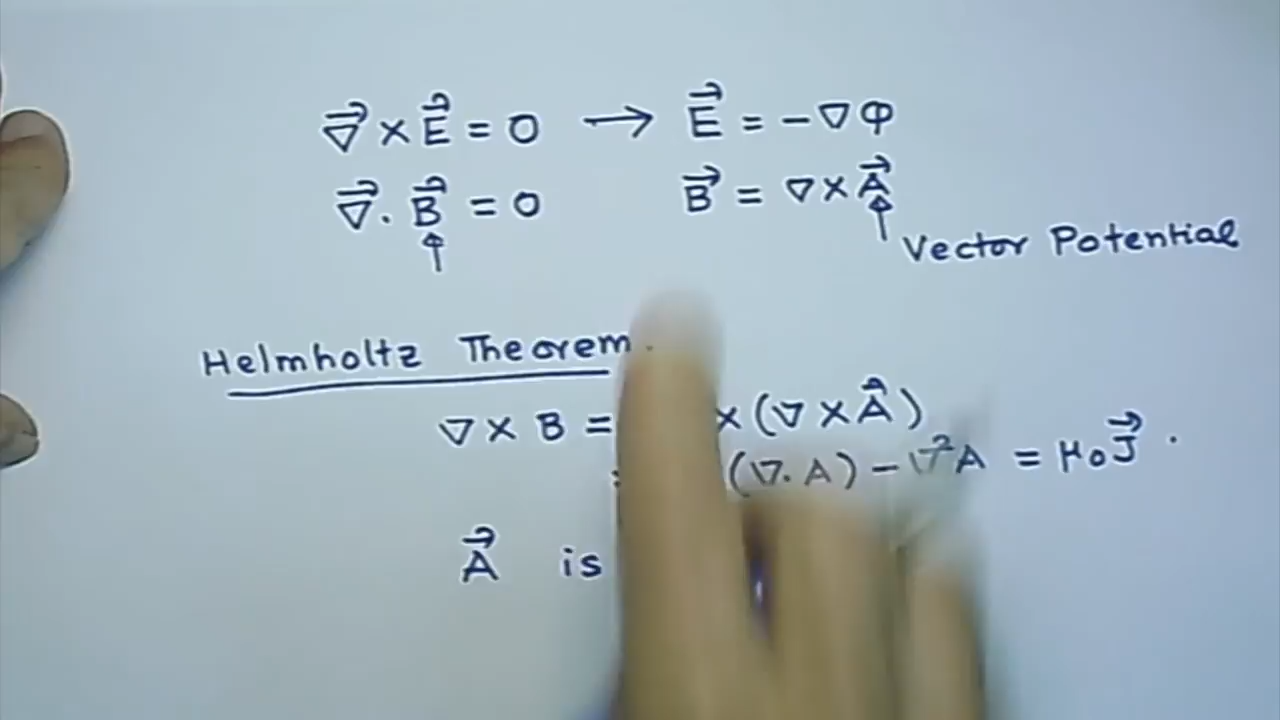 ∇⃗ × E⃗ = 0 → E⃗ = -∇φ
∇⃗ . B⃗ = 0 B⃗ = ∇ × A⃗
Vector Potential
Helmholtz Theorem.
∇ × B = × (∇ × A⃗)
(∇. A) - ∇²A = μ₀J⃗ .
A⃗ is